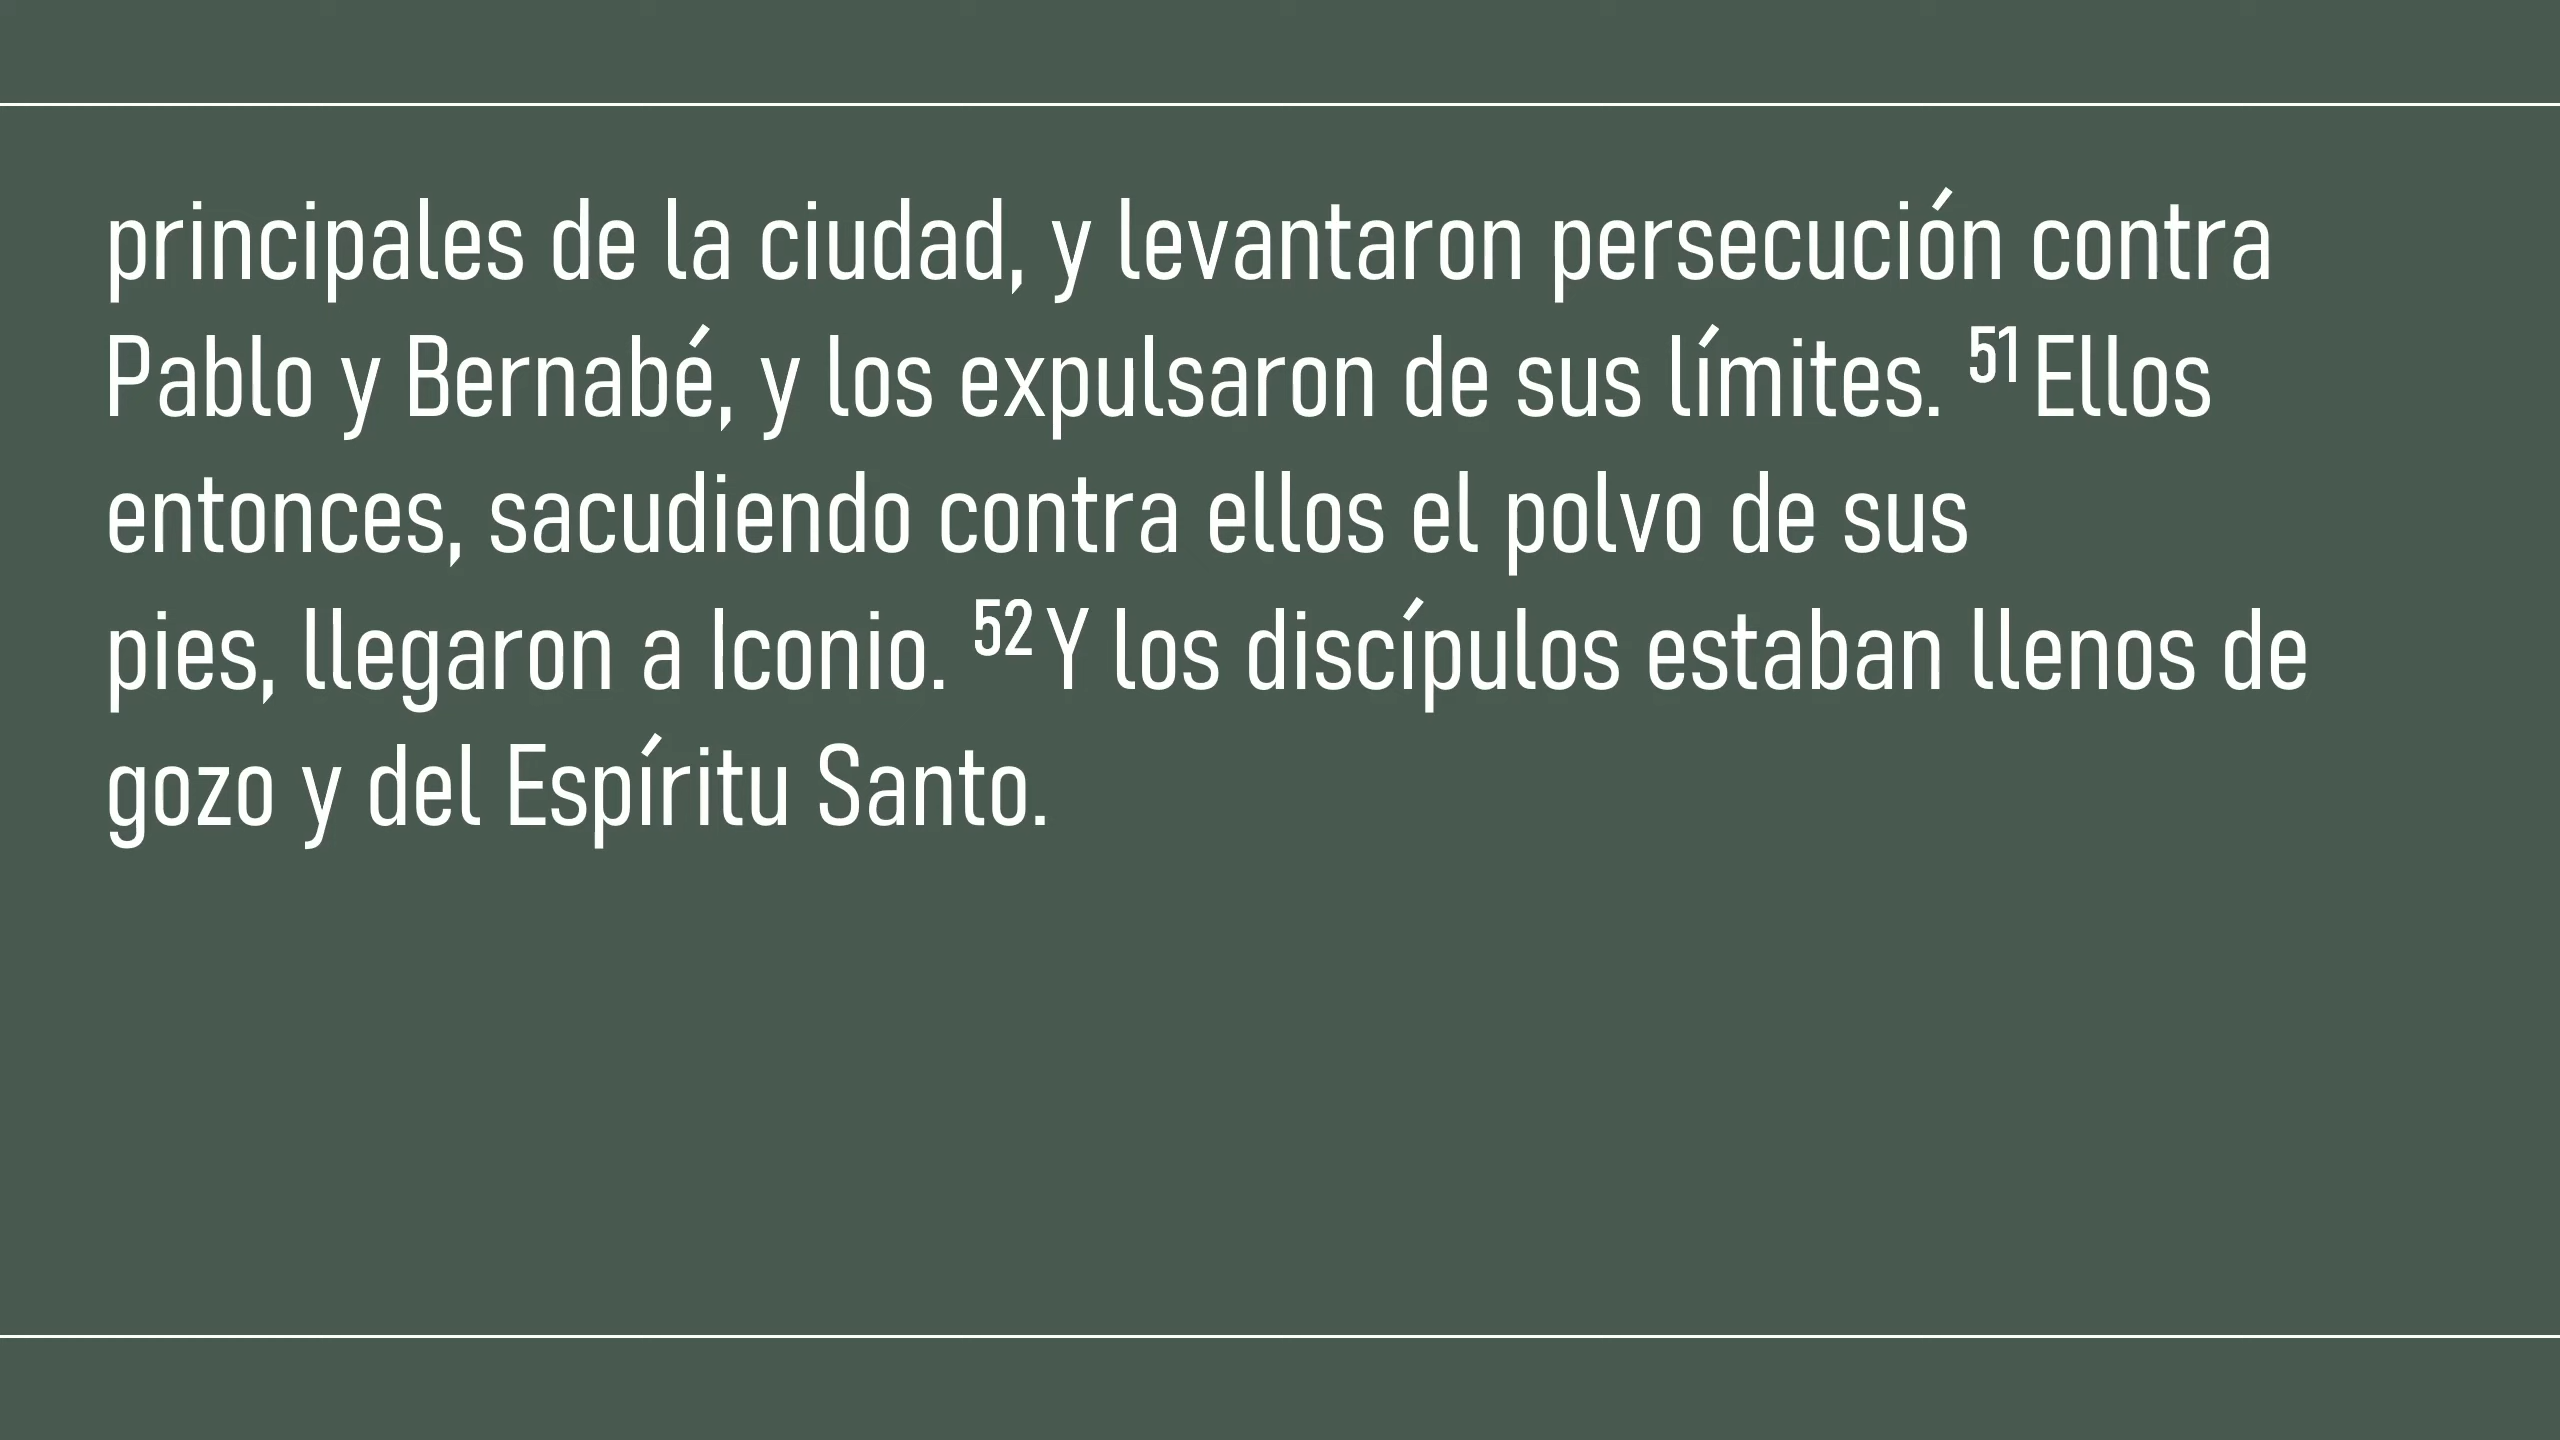 principales de la ciudad, y levantaron persecución contra
Pablo y Bernabé, y los expulsaron de sus límites. 51 Ellos
entonces, sacudiendo contra ellos el polvo de sus
pies, llegaron a Iconio. 52 Y los discípulos estaban llenos de
gozo y del Espíritu Santo.